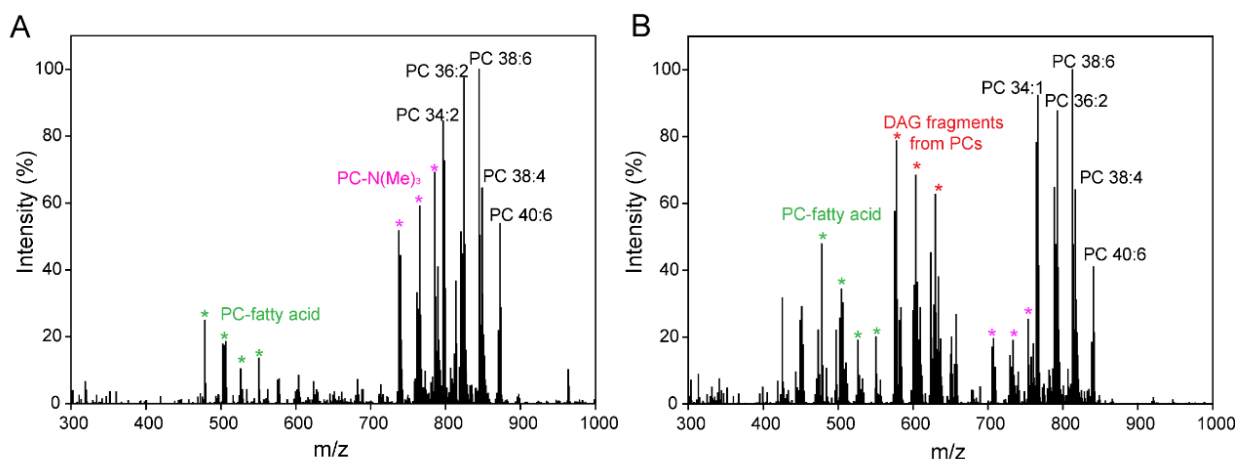 A
PC 38:6
PC 36:2
PC 34:2
PC-N(Me)₃
PC 38:4
PC 40:6
PC-fatty acid
* * * * * * *
100
80
60
40
20
0
Intensity (%)
300 400 500 600 700 800 900 1000
m/z
B
PC 38:6
PC 34:1
PC 36:2
DAG fragments
from PCs
PC 38:4
PC-fatty acid
PC 40:6
* * * * * * * * * *
100
80
60
40
20
0
Intensity (%)
300 400 500 600 700 800 900 1000
m/z